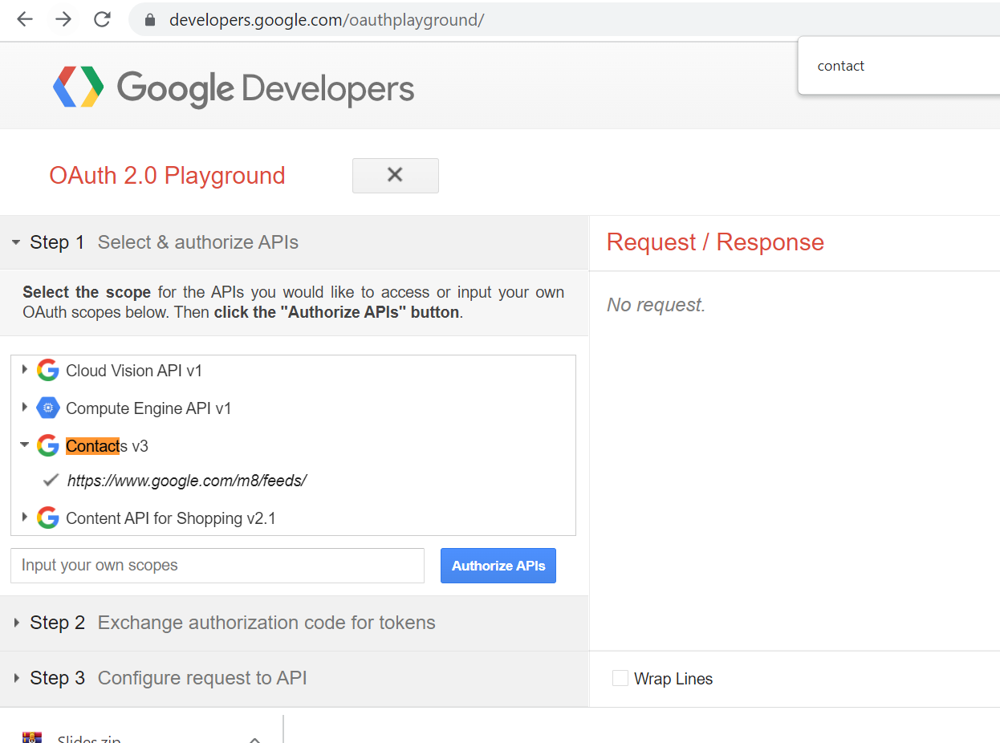 developers.google.com/oauthplayground/
contact
Google Developers
OAuth 2.0 Playground
Step 1 Select & authorize APIs
Select the scope for the APIs you would like to access or input your own
OAuth scopes below. Then click the "Authorize APIs" button.
Cloud Vision API v1
Compute Engine API v1
Contacts v3
https://www.google.com/m8/feeds/
Content API for Shopping v2.1
Input your own scopes
Authorize APIs
Step 2 Exchange authorization code for tokens
Step 3 Configure request to API
Request / Response
No request.
Wrap Lines
Slides.zip